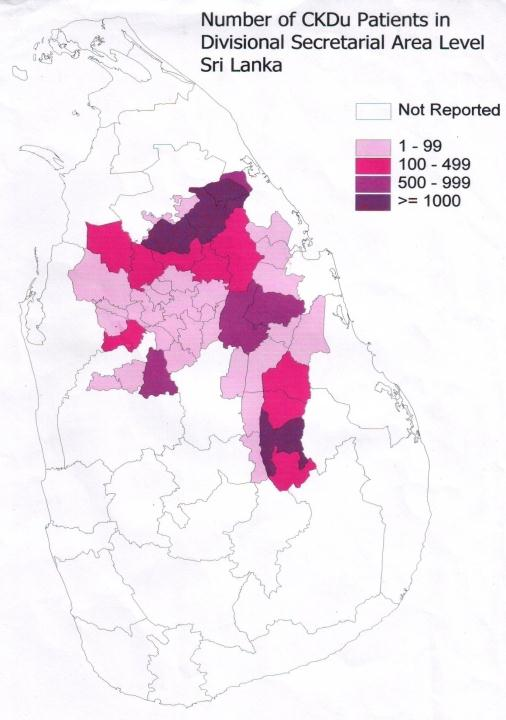 Number of CKDu Patients in
Divisional Secretarial Area Level
Sri Lanka
Not Reported
1 - 99
100 - 499
500 - 999
>= 1000